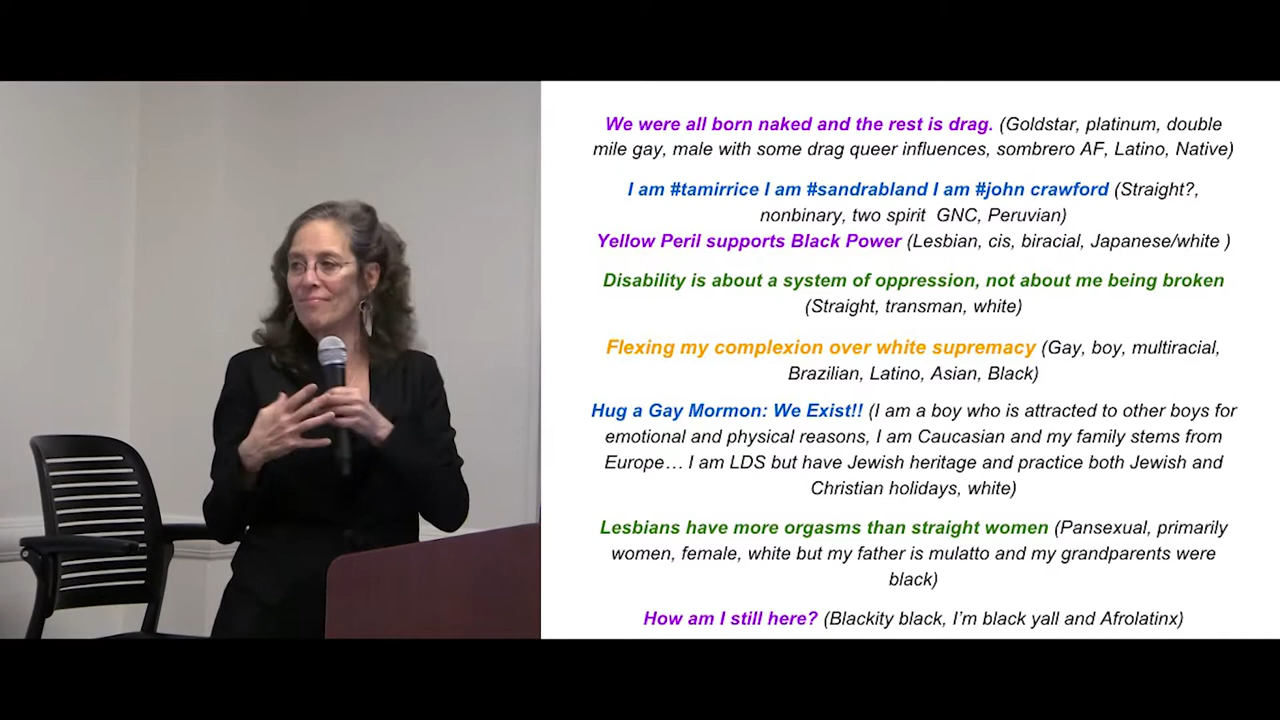 We were all born naked and the rest is drag. (Goldstar, platinum, double
mile gay, male with some drag queer influences, sombrero AF, Latino, Native)
I am #tamirrice I am #sandrabland I am #john crawford (Straight?,
nonbinary, two spirit  GNC, Peruvian)
Yellow Peril supports Black Power (Lesbian, cis, biracial, Japanese/white )
Disability is about a system of oppression, not about me being broken
(Straight, transman, white)
Flexing my complexion over white supremacy (Gay, boy, multiracial,
Brazilian, Latino, Asian, Black)
Hug a Gay Mormon: We Exist!! (I am a boy who is attracted to other boys for
emotional and physical reasons, I am Caucasian and my family stems from
Europe… I am LDS but have Jewish heritage and practice both Jewish and
Christian holidays, white)
Lesbians have more orgasms than straight women (Pansexual, primarily
women, female, white but my father is mulatto and my grandparents were
black)
How am I still here? (Blackity black, I’m black yall and Afrolatinx)